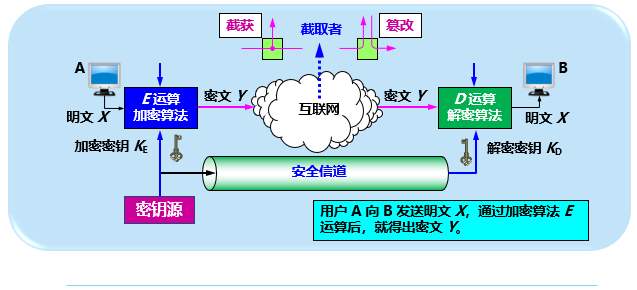 截获
截取者
篡改
A
B
E 运算
加密算法
密文 Y
互联网
密文 Y
D 运算
解密算法
明文 X
明文 X
加密密钥 KE
解密密钥 KD
安全信道
密钥源
用户 A 向 B 发送明文 X，通过加密算法 E
运算后，就得出密文 Y。